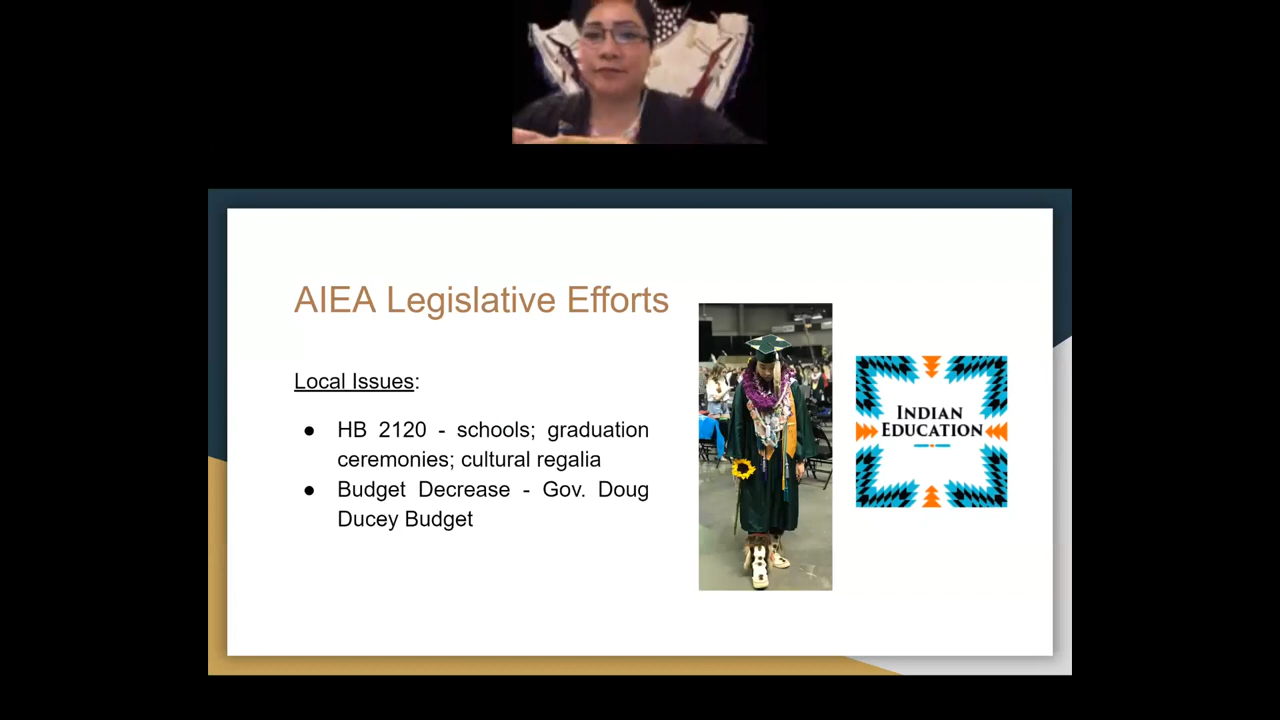 AIEA Legislative Efforts
Local Issues:
● HB 2120 - schools; graduation
ceremonies; cultural regalia
● Budget Decrease - Gov. Doug
Ducey Budget
INDIAN
EDUCATION